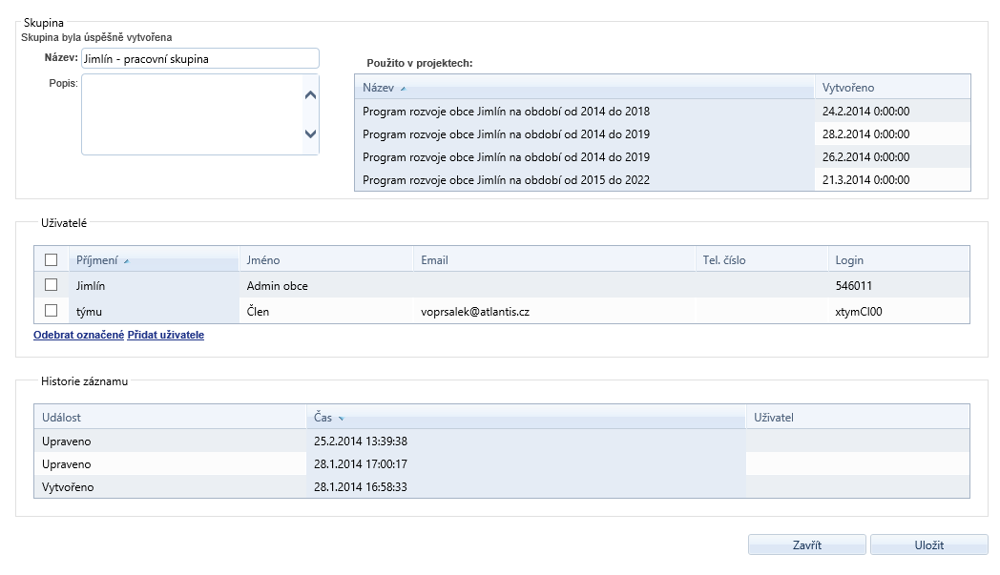 Skupina
Skupina byla úspěšně vytvořena
Název: Jimlín - pracovní skupina
Popis:
Použito v projektech:
Název Vytvořeno
Program rozvoje obce Jimlín na období od 2014 do 2018 24.2.2014 0:00:00
Program rozvoje obce Jimlín na období od 2014 do 2019 28.2.2014 0:00:00
Program rozvoje obce Jimlín na období od 2014 do 2019 26.2.2014 0:00:00
Program rozvoje obce Jimlín na období od 2015 do 2022 21.3.2014 0:00:00
Uživatelé
Příjmení Jméno Email Tel. číslo Login
Jimlín Admin obce 546011
týmu Člen voprsalek@atlantis.cz xtymCl00
Odebrat označené Přidat uživatele
Historie záznamu
Událost Čas Uživatel
Upraveno 25.2.2014 13:39:38
Upraveno 28.1.2014 17:00:17
Vytvořeno 28.1.2014 16:58:33
Zavřít Uložit